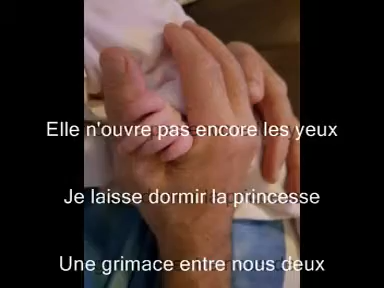 Elle n'ouvre pas encore les yeux
Je laisse dormir la princesse
Une grimace entre nous deux